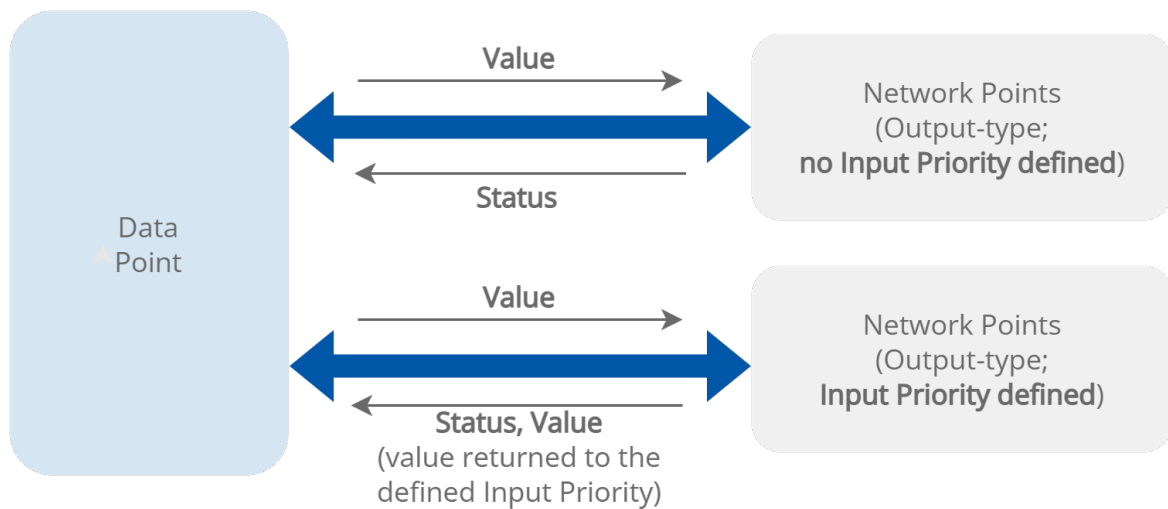 Value
Network Points
(Output-type;
no Input Priority defined)
Status
Data
Point
Value
Network Points
(Output-type;
Input Priority defined)
Status, Value
(value returned to the
defined Input Priority)